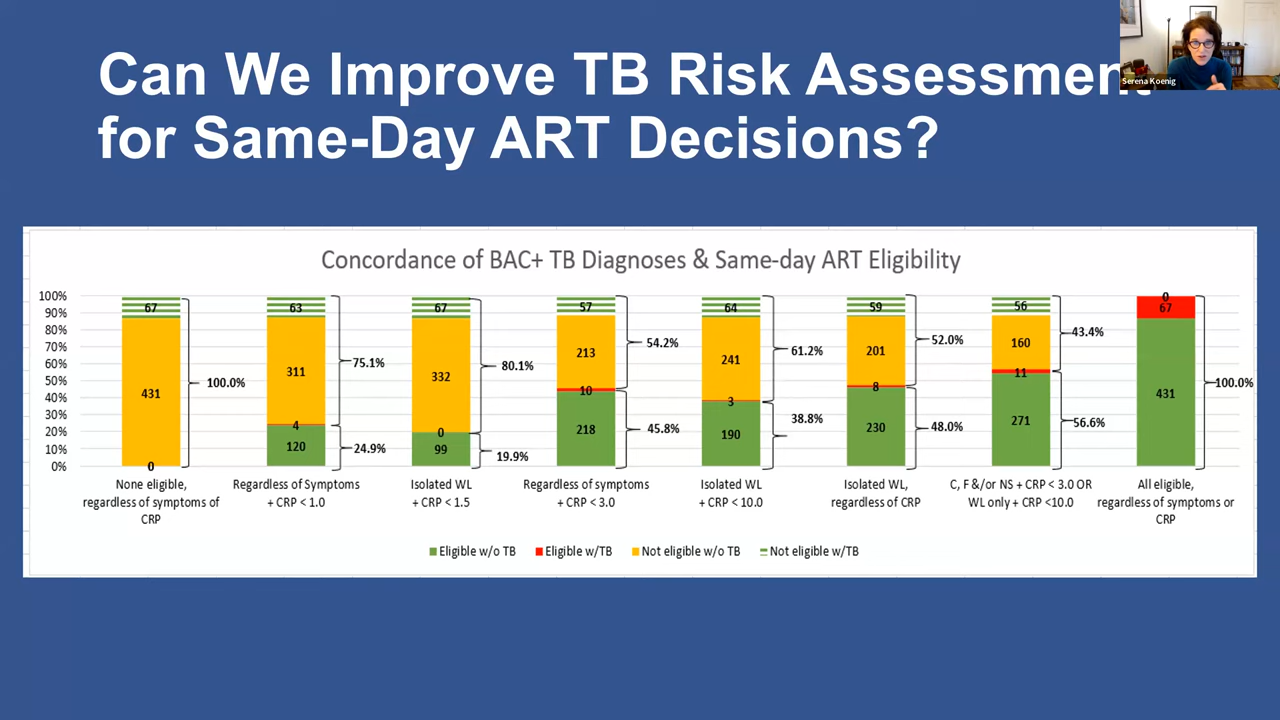 Can We Improve TB Risk Assessment
for Same-Day ART Decisions?
Serena Koenig
Concordance of BAC+ TB Diagnoses & Same-day ART Eligibility
100%
90%
80%
70%
60%
50%
40%
30%
20%
10%
0%
67
431
0
100.0%
63
311
4
120
75.1%
24.9%
67
332
0
99
80.1%
19.9%
57
213
10
218
54.2%
45.8%
64
241
3
190
61.2%
38.8%
59
201
8
230
52.0%
48.0%
56
160
11
271
43.4%
56.6%
0
67
431
100.0%
None eligible,
regardless of symptoms of
CRP
Regardless of Symptoms
+ CRP < 1.0
Isolated WL
+ CRP < 1.5
Regardless of symptoms
+ CRP < 3.0
Isolated WL
+ CRP < 10.0
Isolated WL,
regardless of CRP
C, F &/or NS + CRP < 3.0 OR
WL only + CRP <10.0
All eligible,
regardless of symptoms or
CRP
Eligible w/o TB
Eligible w/TB
Not eligible w/o TB
Not eligible w/TB